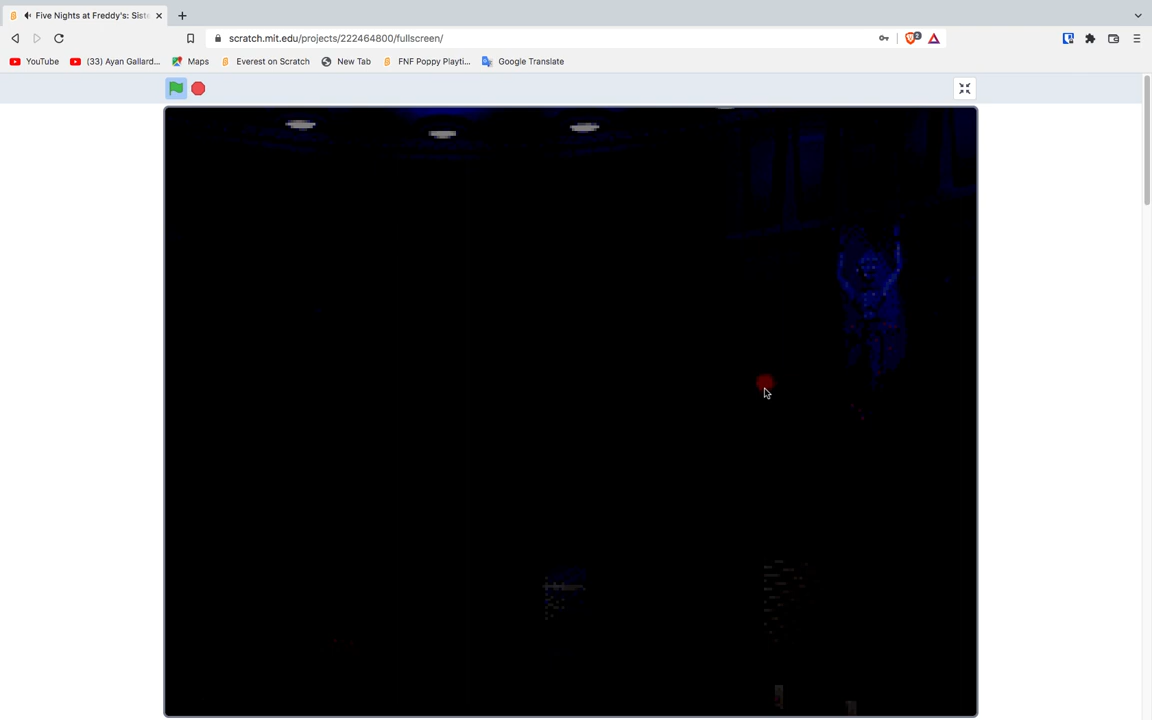 Five Nights at Freddy's: Sist
scratch.mit.edu/projects/222464800/fullscreen/
2
YouTube
(33) Ayan Gallard...
Maps
Everest on Scratch
New Tab
FNF Poppy Playti...
Google Translate